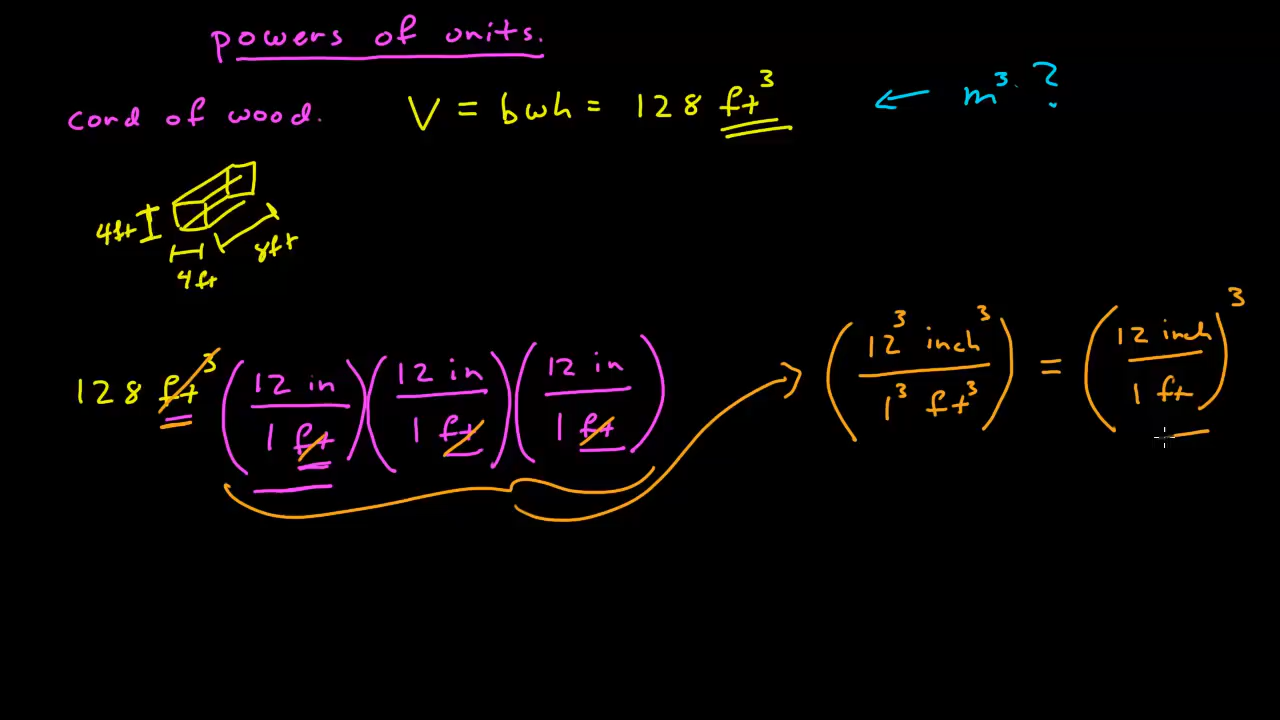 powers of units.
cord of wood. V = bwh = 128 ft³ ← m³. ?
4ft
8ft
4ft
128 ft³ (12 in / 1 ft)(12 in / 1 ft)(12 in / 1 ft) (12³ inch³ / 1³ ft³) = (12 inch / 1 ft)³